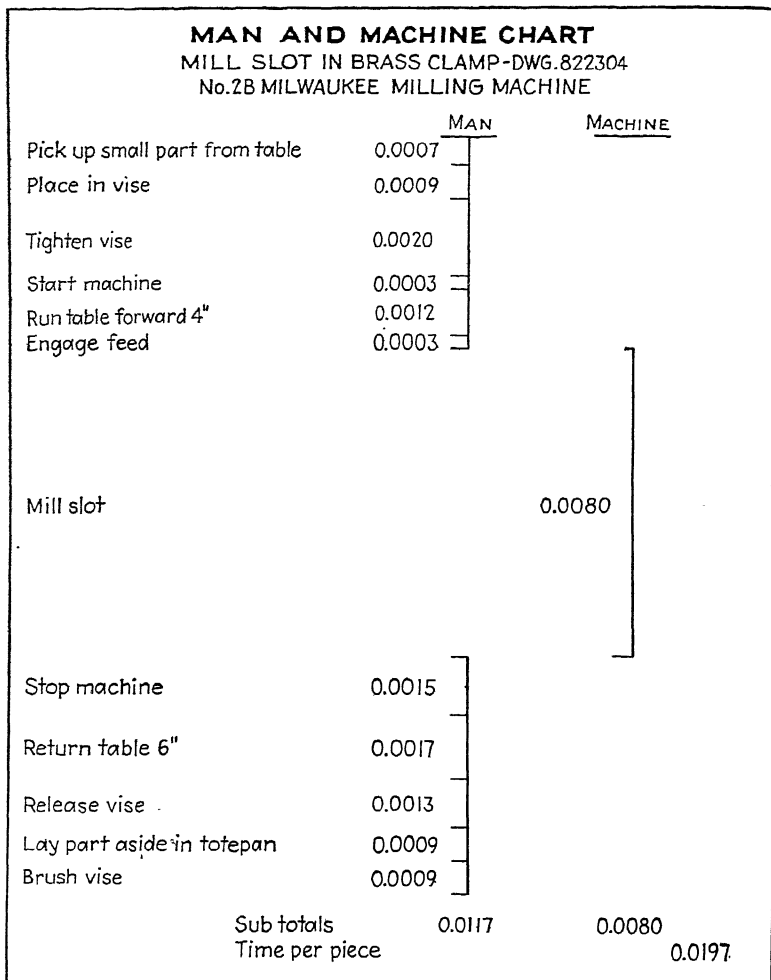 MAN AND MACHINE CHART
MILL SLOT IN BRASS CLAMP-DWG.822304
No.2B MILWAUKEE MILLING MACHINE
MAN MACHINE
Pick up small part from table 0.0007
Place in vise 0.0009
Tighten vise 0.0020
Start machine 0.0003
Run table forward 4" 0.0012
Engage feed 0.0003
Mill slot 0.0080
Stop machine 0.0015
Return table 6" 0.0017
Release vise 0.0013
Lay part aside in totepan 0.0009
Brush vise 0.0009
Sub totals 0.0117 0.0080
Time per piece 0.0197